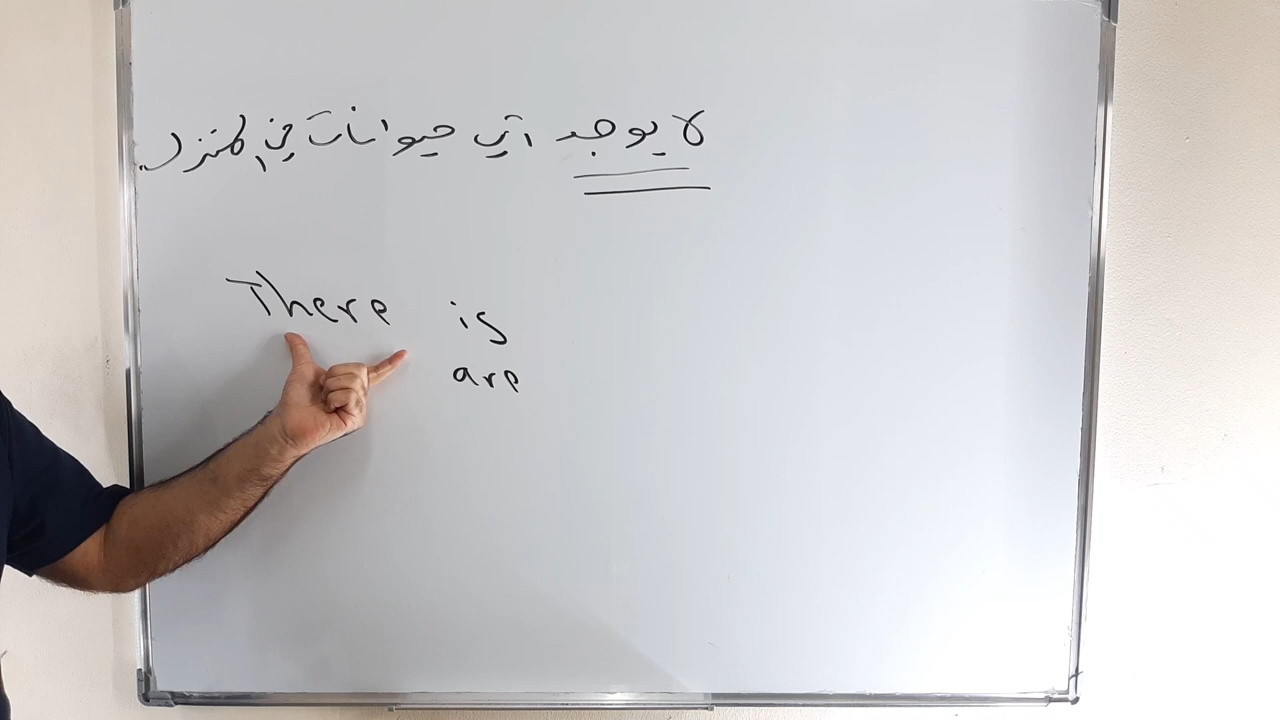 لا يوجد أي حيوانات في المنزل.
There is
are